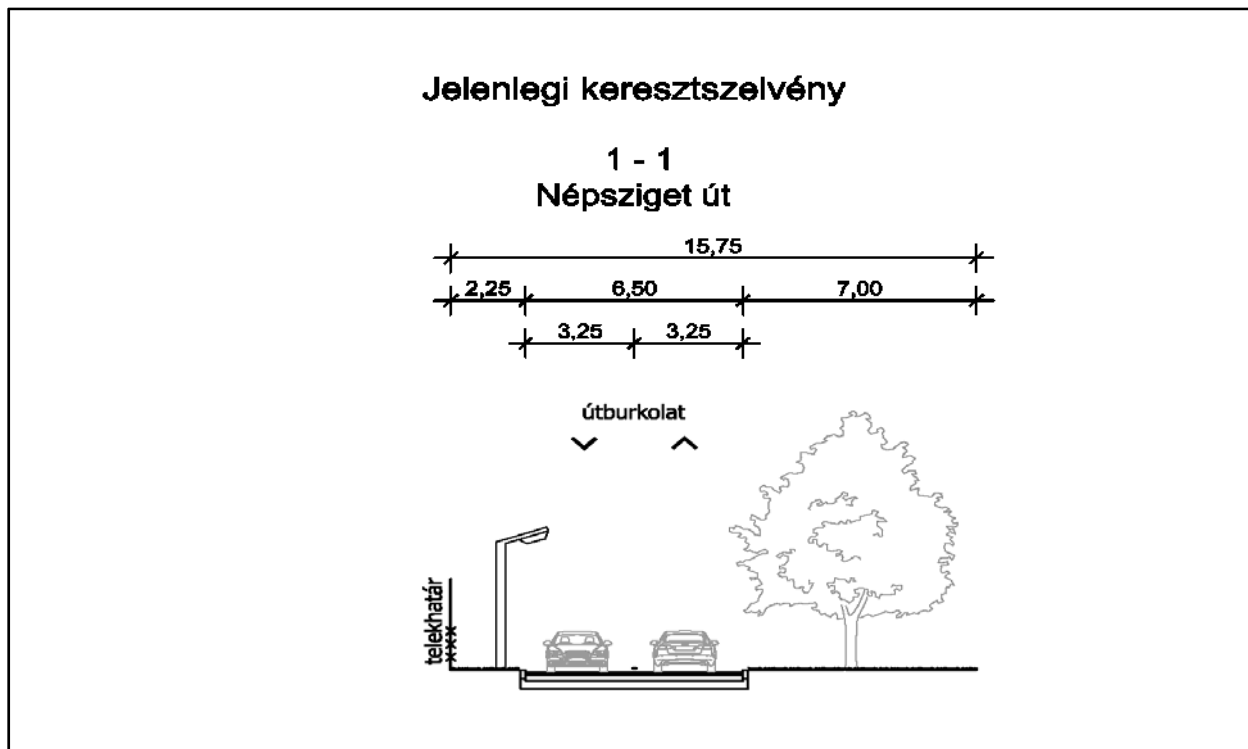 Jelenlegi keresztszelvény
1 - 1
Népsziget út
15,75
2,25 6,50 7,00
3,25 3,25
útburkolat
telekhatár